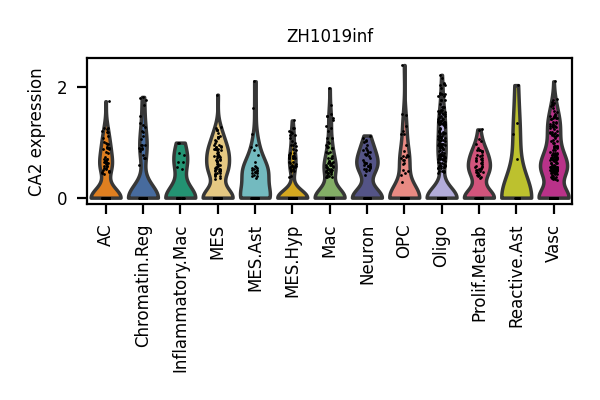 ZH1019inf
CA2 expression
2
0
AC
Chromatin.Reg
Inflammatory.Mac
MES
MES.Ast
MES.Hyp
Mac
Neuron
OPC
Oligo
Prolif.Metab
Reactive.Ast
Vasc